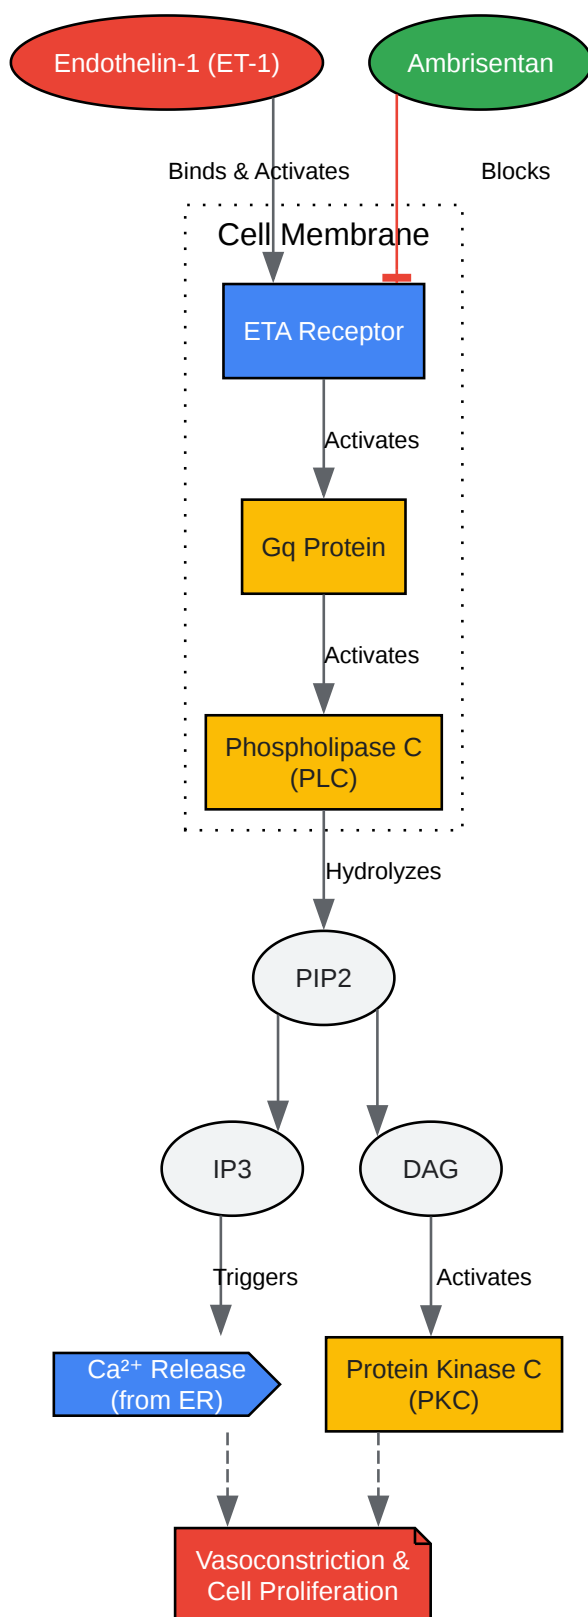 Endothelin-1 (ET-1)
Ambrisentan
Binds & Activates
Blocks
Cell Membrane
ETA Receptor
Activates
Gq Protein
Activates
Phospholipase C
(PLC)
Hydrolyzes
PIP2
IP3
DAG
Triggers
Activates
Ca²⁺ Release
(from ER)
Protein Kinase C
(PKC)
Vasoconstriction &
Cell Proliferation